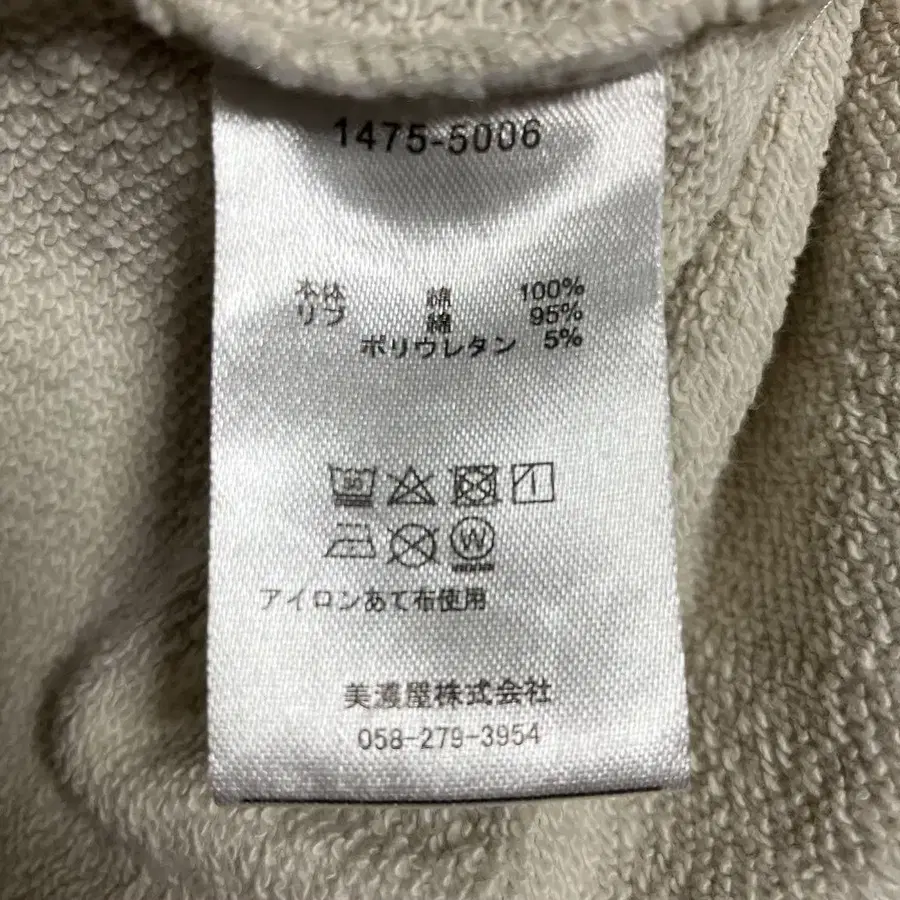 1475-5006
本体 綿 100%
リブ 綿 95%
ポリウレタン 5%
アイロンあて布使用
美濃屋株式会社
058-279-3954